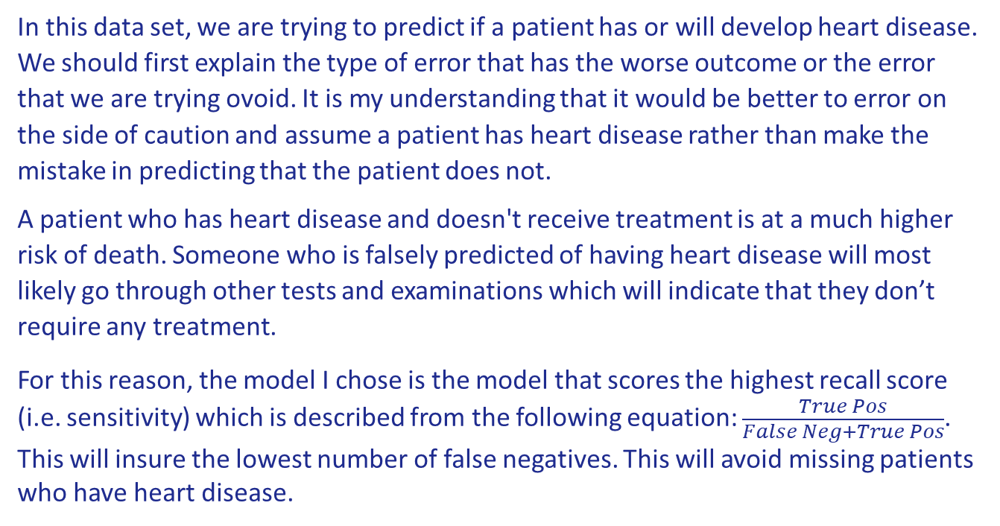 In this data set, we are trying to predict if a patient has or will develop heart disease.
We should first explain the type of error that has the worse outcome or the error
that we are trying ovoid. It is my understanding that it would be better to error on
the side of caution and assume a patient has heart disease rather than make the
mistake in predicting that the patient does not.
A patient who has heart disease and doesn't receive treatment is at a much higher
risk of death. Someone who is falsely predicted of having heart disease will most
likely go through other tests and examinations which will indicate that they don’t
require any treatment.
For this reason, the model I chose is the model that scores the highest recall score
(i.e. sensitivity) which is described from the following equation: True Pos / False Neg+True Pos.
This will insure the lowest number of false negatives. This will avoid missing patients
who have heart disease.